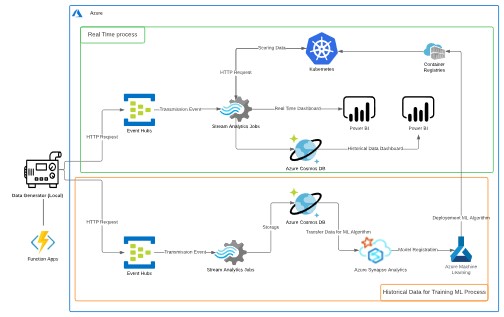 Azure
Real Time process
Scoring Data
Kubernetes
Container
Registries
HTTP Request
Event Hubs
Transmission Event
Stream Analytics Jobs
Real Time Dashboard
Power BI
Power BI
HTTP Request
Azure Cosmos DB
Historical Data Dashboard
Data Generator (Local)
Function Apps
HTTP Request
Event Hubs
Transmission Event
Stream Analytics Jobs
Storage
Azure Cosmos DB
Transfer Data for ML Algorithm
Azure Synapse Analytics
Model Registration
Deployement ML Algorithm
Azure Machine
Learning
Historical Data for Training ML Process